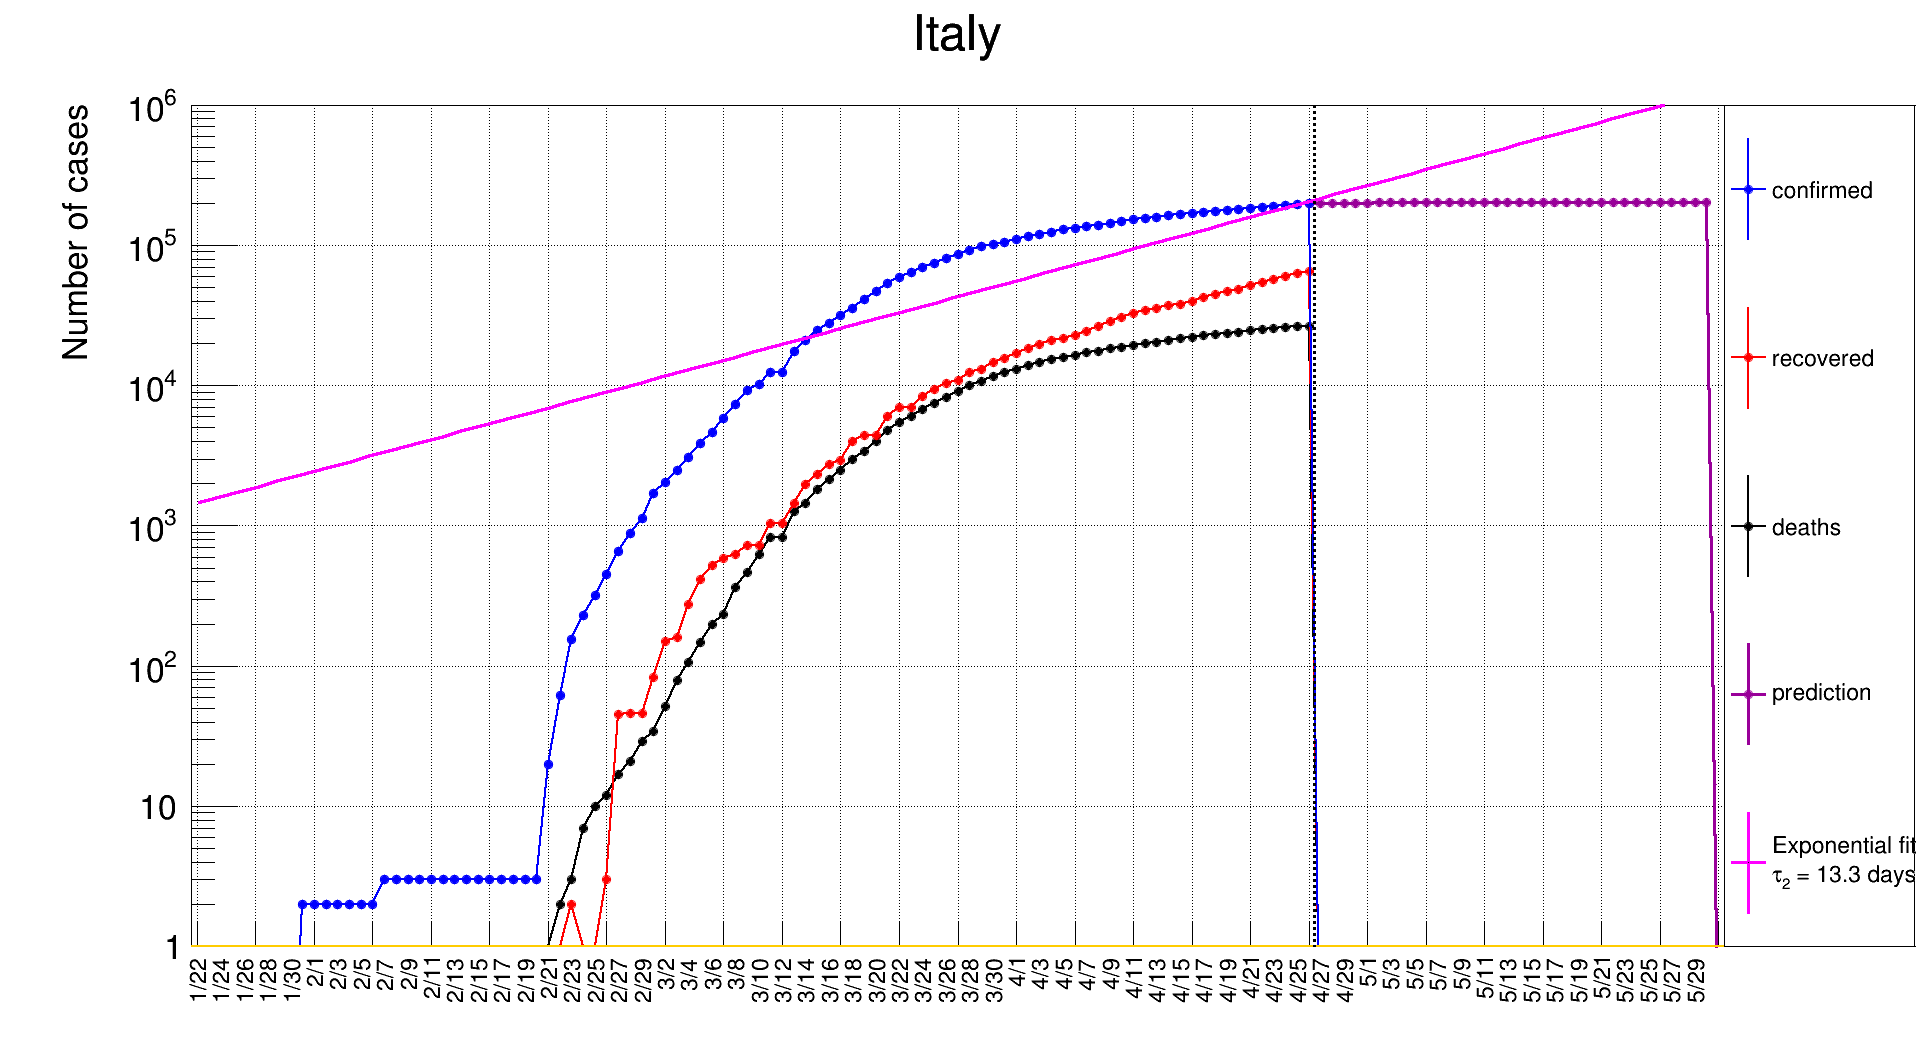 Italy
Number of cases
10^6
10^5
10^4
10^3
10^2
10
1
1/22 1/24 1/26 1/28 1/30 2/1 2/3 2/5 2/7 2/9 2/11 2/13 2/15 2/17 2/19 2/21 2/23 2/25 2/27 2/29 3/2 3/4 3/6 3/8 3/10 3/12 3/14 3/16 3/18 3/20 3/22 3/24 3/26 3/28 3/30 4/1 4/3 4/5 4/7 4/9 4/11 4/13 4/15 4/17 4/19 4/21 4/23 4/25 4/27 4/29 5/1 5/3 5/5 5/7 5/9 5/11 5/13 5/15 5/17 5/19 5/21 5/23 5/25 5/27 5/29
confirmed
recovered
deaths
prediction
Exponential fit
τ₂ = 13.3 days